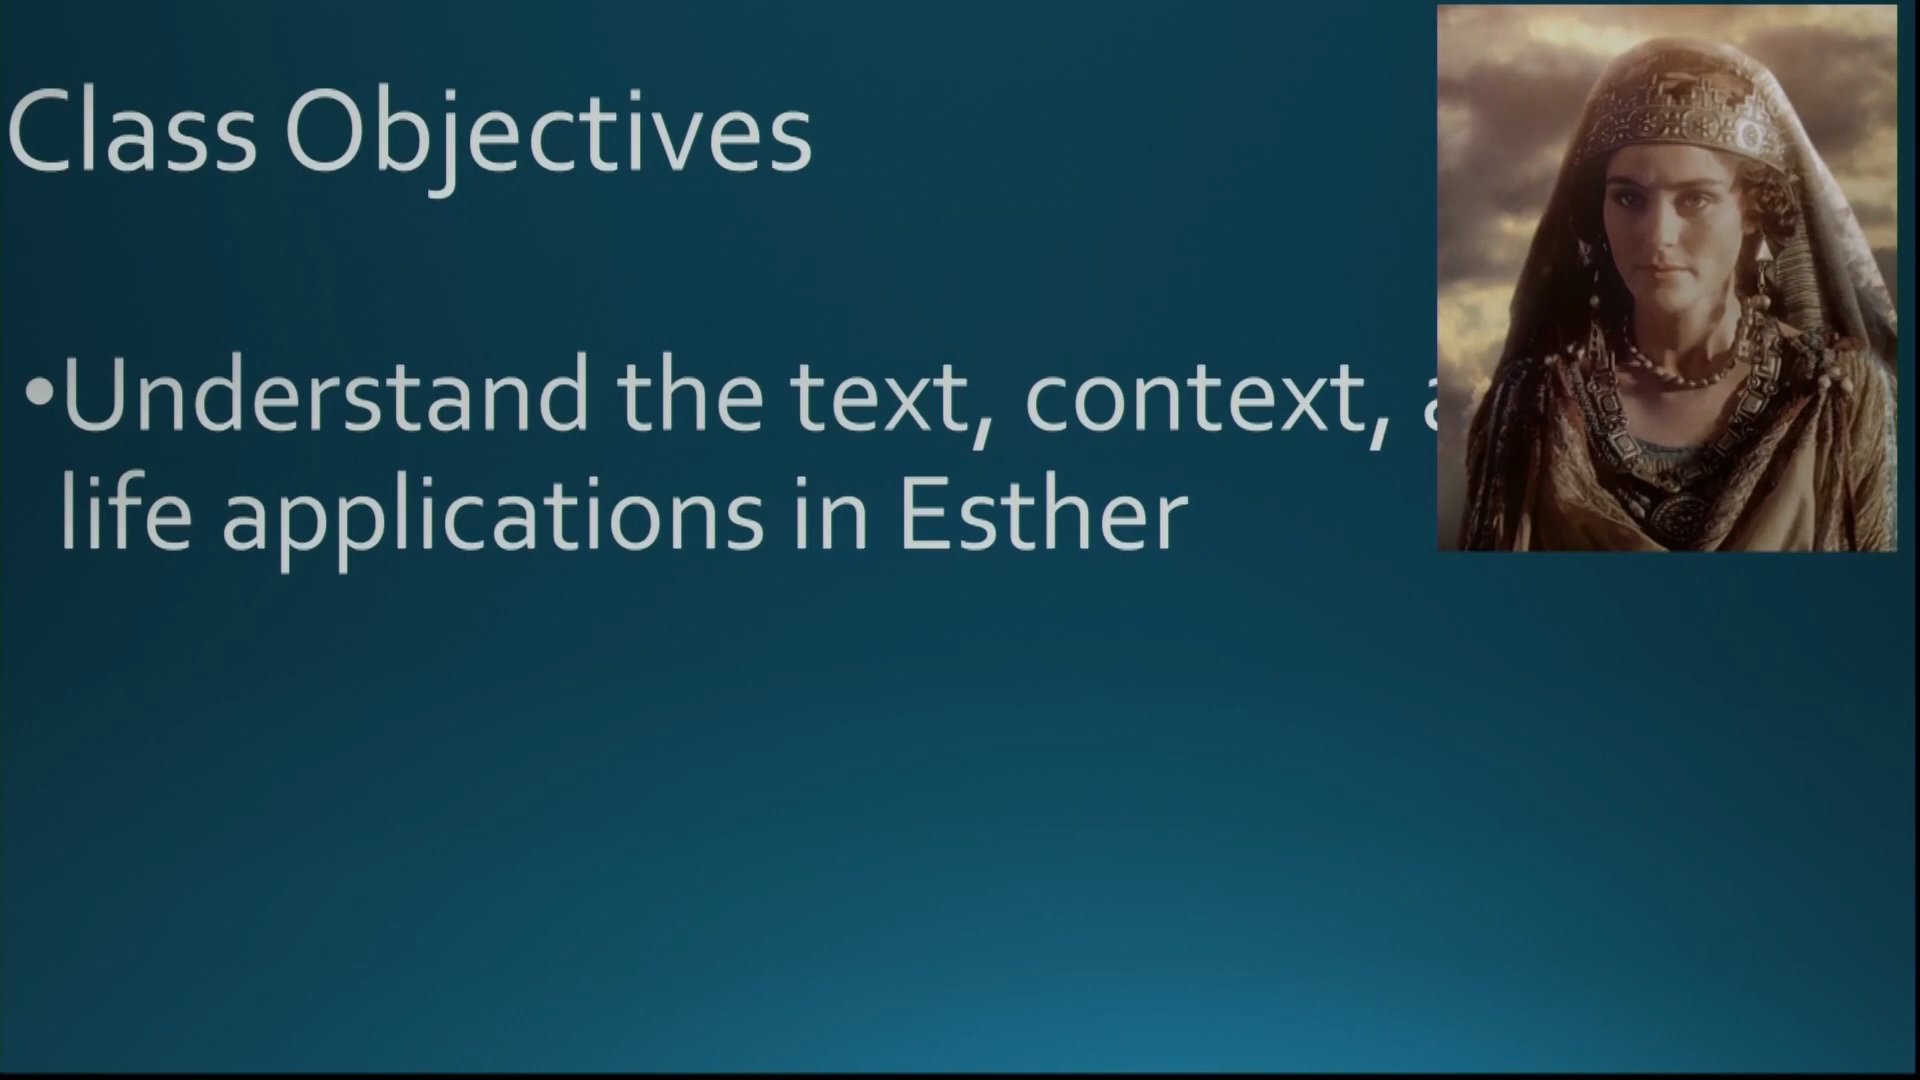 Class Objectives
•Understand the text, context,
life applications in Esther